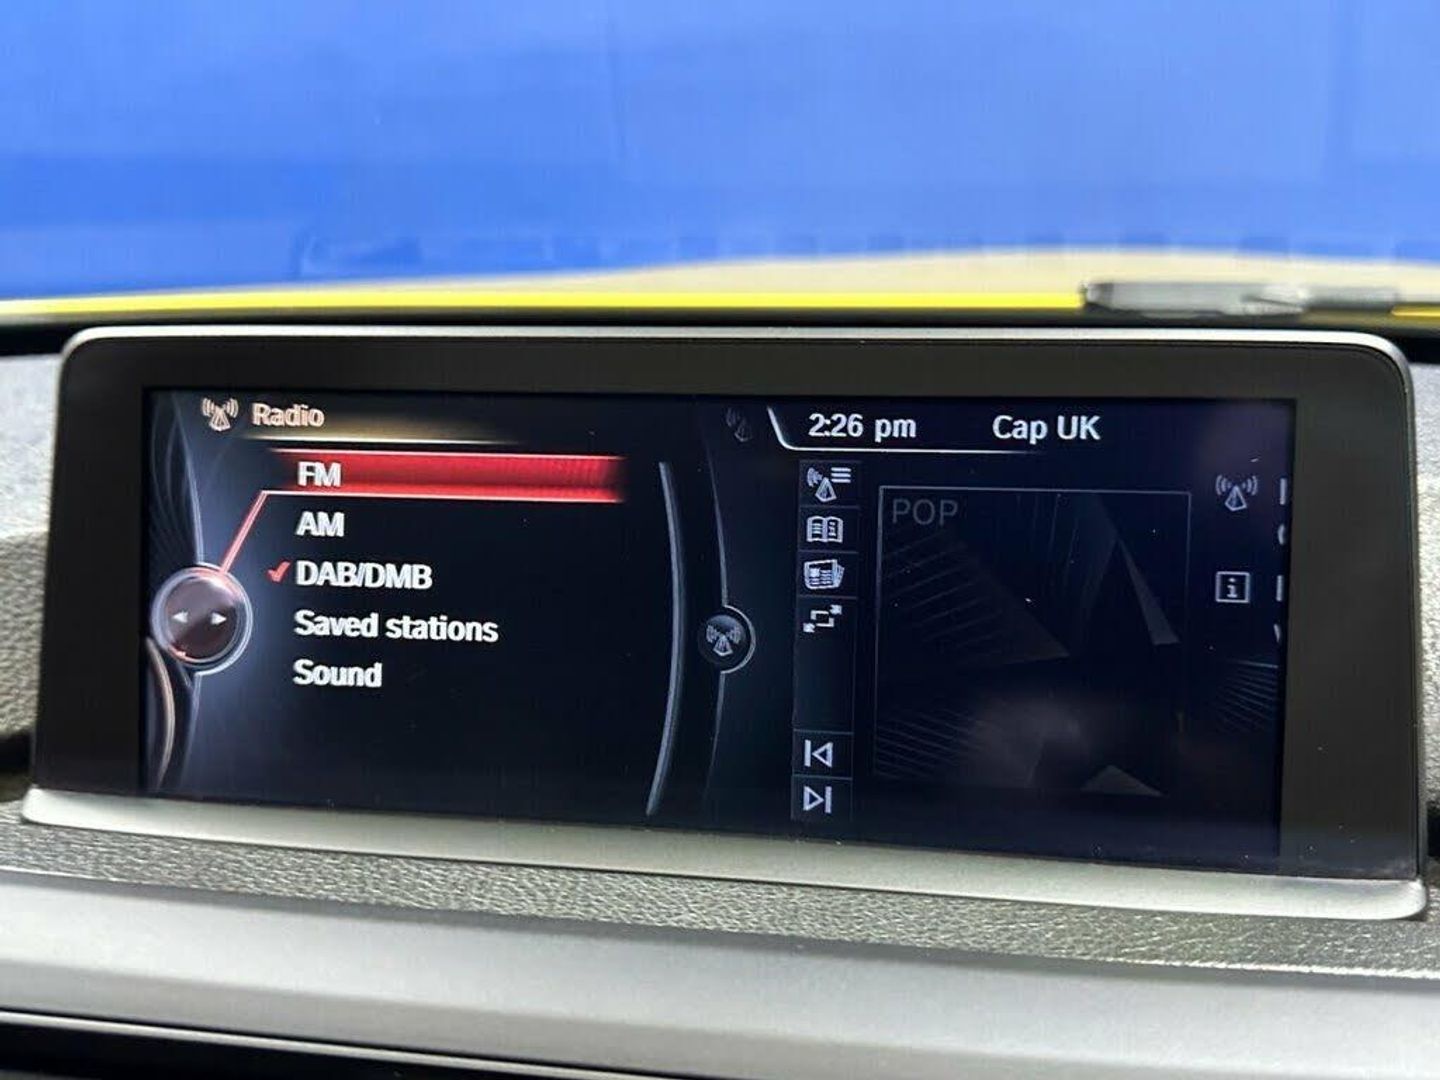 Radio
2:26 pm
Cap UK
FM
AM
DAB/DMB
Saved stations
Sound
POP